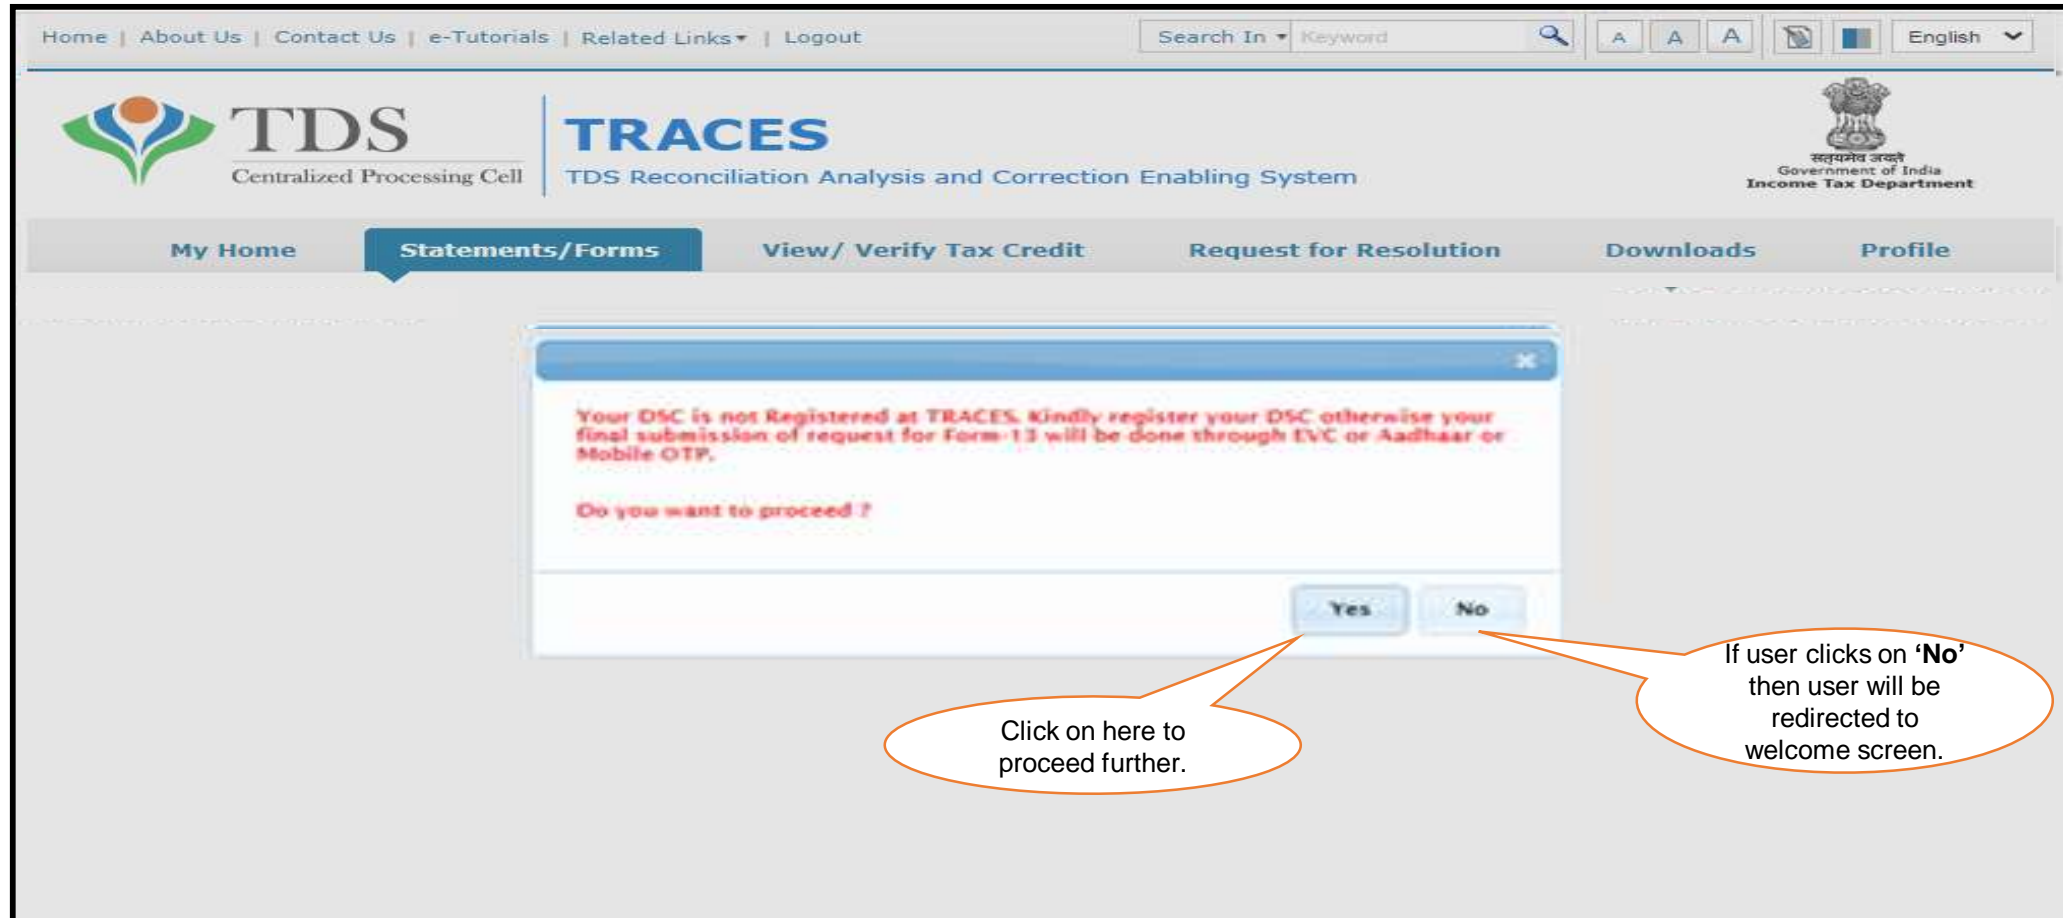 Home | About Us | Contact Us | e-Tutorials | Related Links | Logout
Search In Keyword
A A A
English
TDS
Centralized Processing Cell
TRACES
TDS Reconciliation Analysis and Correction Enabling System
सत्यमेव जयते
Government of India
Income Tax Department
My Home Statements/Forms View/ Verify Tax Credit Request for Resolution Downloads Profile
Your DSC is not Registered at TRACES. Kindly register your DSC otherwise your
final submission of request for Form-13 will be done through EVC or Aadhaar or
Mobile OTP.
Do you want to proceed ?
Yes No
Click on here to
proceed further.
If user clicks on ‘No’
then user will be
redirected to
welcome screen.